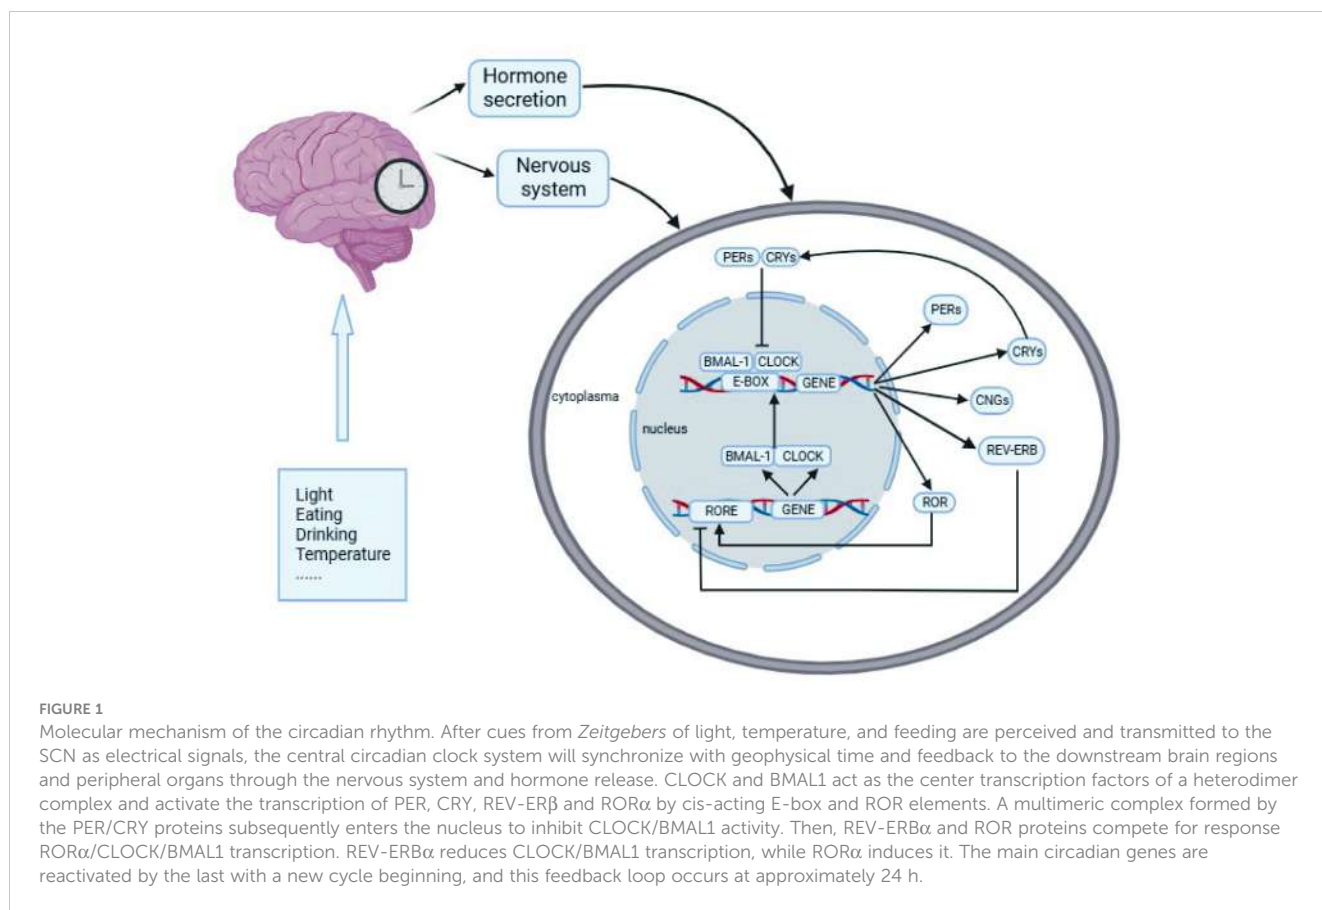 Hormone
secretion
Nervous
system
PERs CRYs
PERs
CRYs
BMAL-1 CLOCK
E-BOX GENE
CNGs
cytoplasma
nucleus
REV-ERB
BMAL-1 CLOCK
ROR
RORE GENE
Light
Eating
Drinking
Temperature
......
FIGURE 1
Molecular mechanism of the circadian rhythm. After cues from Zeitgebers of light, temperature, and feeding are perceived and transmitted to the
SCN as electrical signals, the central circadian clock system will synchronize with geophysical time and feedback to the downstream brain regions
and peripheral organs through the nervous system and hormone release. CLOCK and BMAL1 act as the center transcription factors of a heterodimer
complex and activate the transcription of PER, CRY, REV-ERβ and RORα by cis-acting E-box and ROR elements. A multimeric complex formed by
the PER/CRY proteins subsequently enters the nucleus to inhibit CLOCK/BMAL1 activity. Then, REV-ERBα and ROR proteins compete for response
RORα/CLOCK/BMAL1 transcription. REV-ERBα reduces CLOCK/BMAL1 transcription, while RORα induces it. The main circadian genes are
reactivated by the last with a new cycle beginning, and this feedback loop occurs at approximately 24 h.